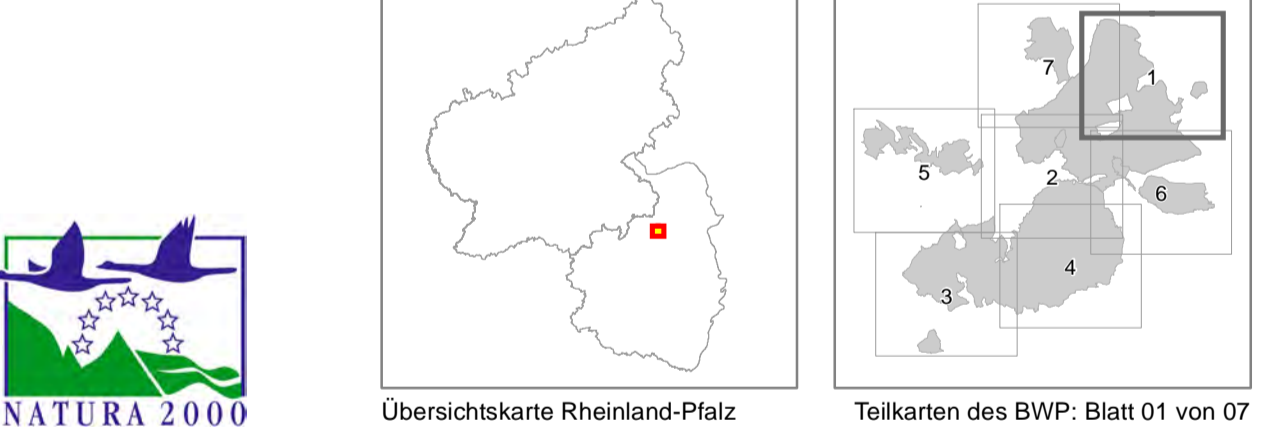 7
1
5
2
6
4
3
NATURA 2000
Übersichtskarte Rheinland-Pfalz
Teilkarten des BWP: Blatt 01 von 07